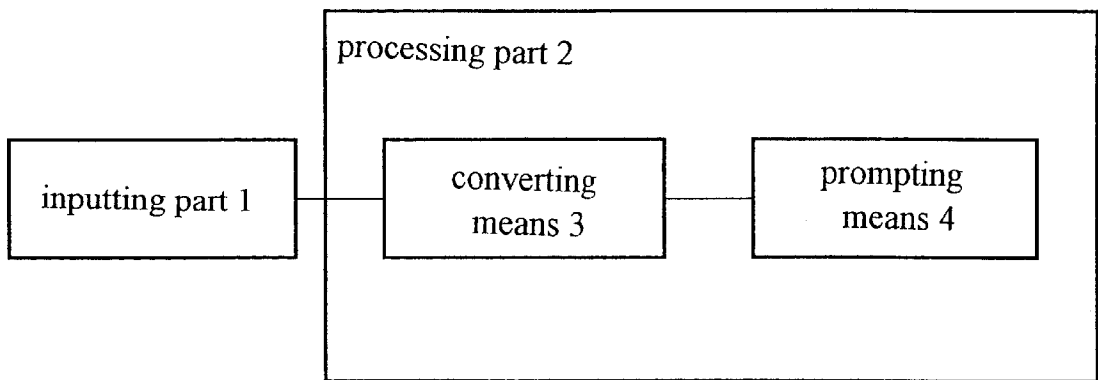 processing part 2
inputting part 1
converting
means 3
prompting
means 4